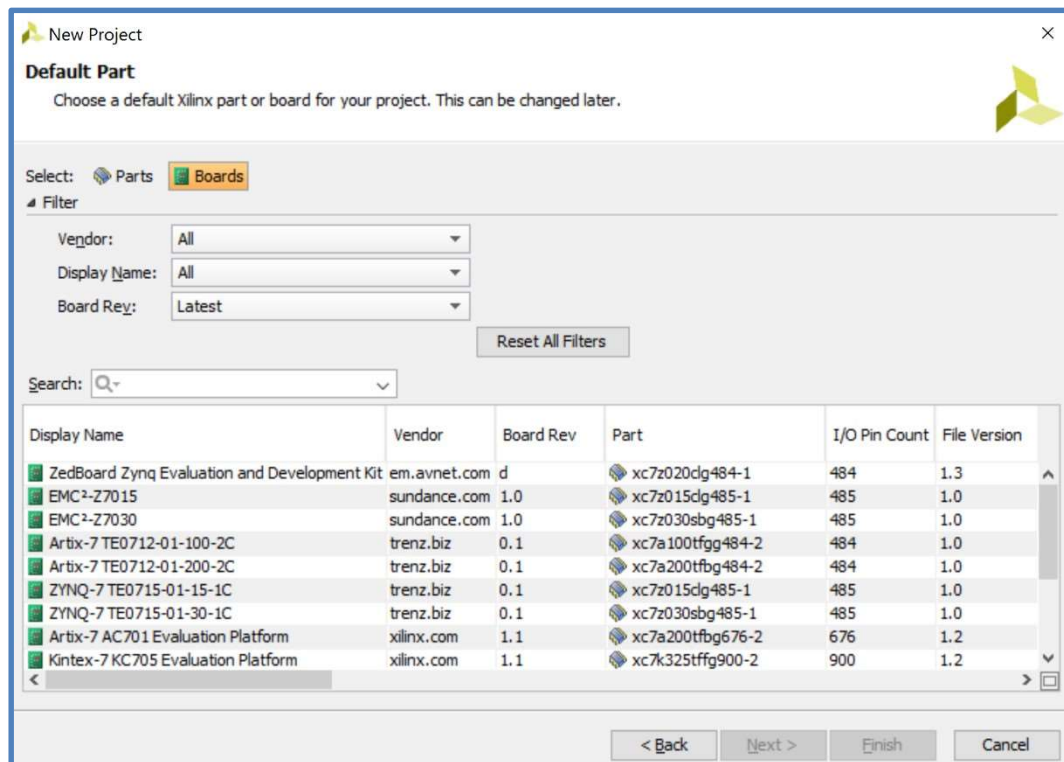 New Project
Default Part
Choose a default Xilinx part or board for your project. This can be changed later.
Select: Parts Boards
Filter
Vendor: All
Display Name: All
Board Rev: Latest
Reset All Filters
Search:
Display Name Vendor Board Rev Part I/O Pin Count File Version
ZedBoard Zynq Evaluation and Development Kit em.avnet.com d xc7z020clg484-1 484 1.3
EMC²-Z7015 sundance.com 1.0 xc7z015clg485-1 485 1.0
EMC²-Z7030 sundance.com 1.0 xc7z030sbg485-1 485 1.0
Artix-7 TE0712-01-100-2C trenz.biz 0.1 xc7a100tfgg484-2 484 1.0
Artix-7 TE0712-01-200-2C trenz.biz 0.1 xc7a200tfbg484-2 484 1.0
ZYNQ-7 TE0715-01-15-1C trenz.biz 0.1 xc7z015clg485-1 485 1.0
ZYNQ-7 TE0715-01-30-1C trenz.biz 0.1 xc7z030sbg485-1 485 1.0
Artix-7 AC701 Evaluation Platform xilinx.com 1.1 xc7a200tfbg676-2 676 1.2
Kintex-7 KC705 Evaluation Platform xilinx.com 1.1 xc7k325tffg900-2 900 1.2
< Back Next > Finish Cancel